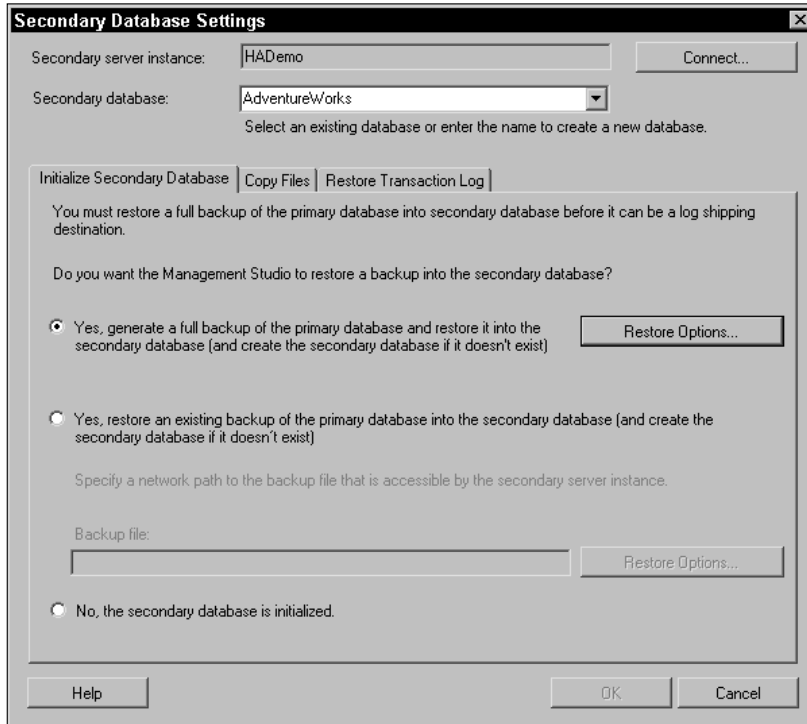 Secondary Database Settings
Secondary server instance:
HADemo
Connect...
Secondary database:
AdventureWorks
Select an existing database or enter the name to create a new database.
Initialize Secondary Database
Copy Files
Restore Transaction Log
You must restore a full backup of the primary database into secondary database before it can be a log shipping
destination.
Do you want the Management Studio to restore a backup into the secondary database?
Yes, generate a full backup of the primary database and restore it into the
secondary database (and create the secondary database if it doesn't exist)
Restore Options...
Yes, restore an existing backup of the primary database into the secondary database (and create the
secondary database if it doesn´t exist)
Specify a network path to the backup file that is accessible by the secondary server instance.
Backup file:
Restore Options...
No, the secondary database is initialized.
Help
OK
Cancel